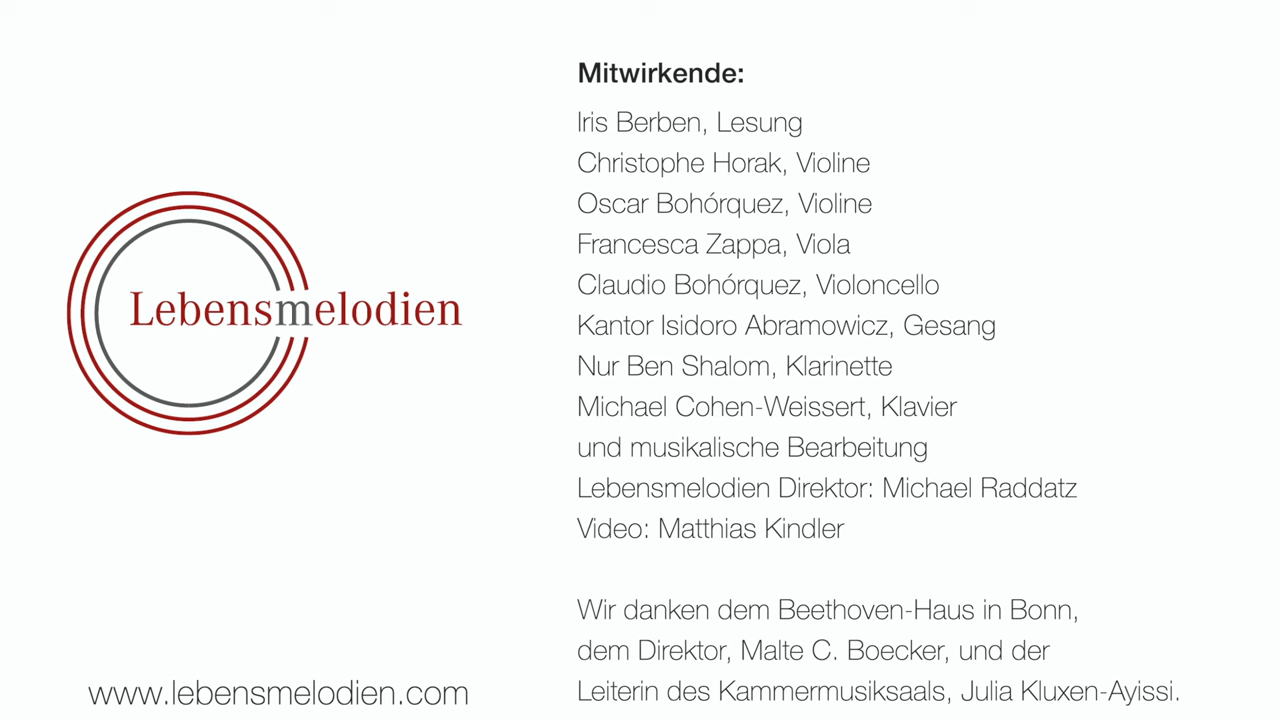 Lebensmelodien
www.lebensmelodien.com
Mitwirkende:
Iris Berben, Lesung
Christophe Horak, Violine
Oscar Bohórquez, Violine
Francesca Zappa, Viola
Claudio Bohórquez, Violoncello
Kantor Isidoro Abramowicz, Gesang
Nur Ben Shalom, Klarinette
Michael Cohen-Weissert, Klavier
und musikalische Bearbeitung
Lebensmelodien Direktor: Michael Raddatz
Video: Matthias Kindler
Wir danken dem Beethoven-Haus in Bonn,
dem Direktor, Malte C. Boecker, und der
Leiterin des Kammermusiksaals, Julia Kluxen-Ayissi.